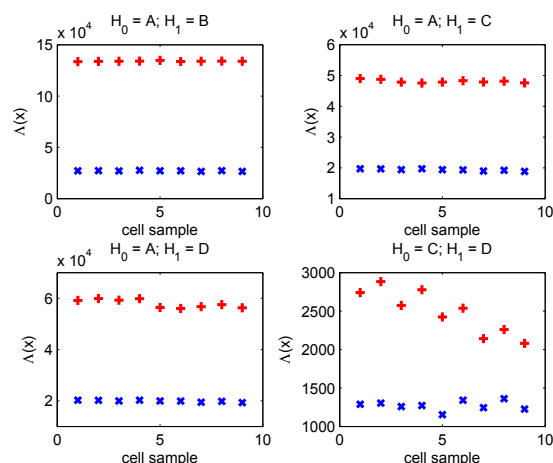 H0 = A; H1 = B
x 10^4
15
10
5
0
Λ(x)
0
5
10
cell sample
H0 = A; H1 = C
x 10^4
6
5
4
3
2
1
Λ(x)
0
5
10
cell sample
H0 = A; H1 = D
x 10^4
6
4
2
Λ(x)
0
5
10
cell sample
H0 = C; H1 = D
3000
2500
2000
1500
1000
Λ(x)
0
5
10
cell sample